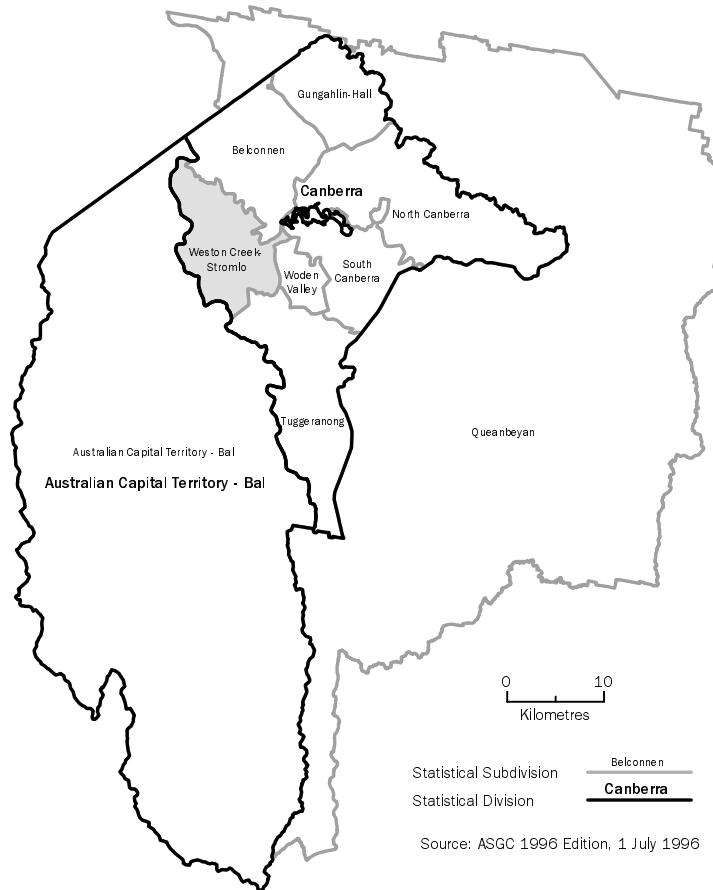 Gungahlin-Hall
Belconnen
Canberra
North Canberra
Weston Creek-
Stromlo
Woden
Valley
South
Canberra
Tuggeranong
Queanbeyan
Australian Capital Territory - Bal
Australian Capital Territory - Bal
0 10
Kilometres
Statistical Subdivision Belconnen
Statistical Division Canberra
Source: ASGC 1996 Edition, 1 July 1996